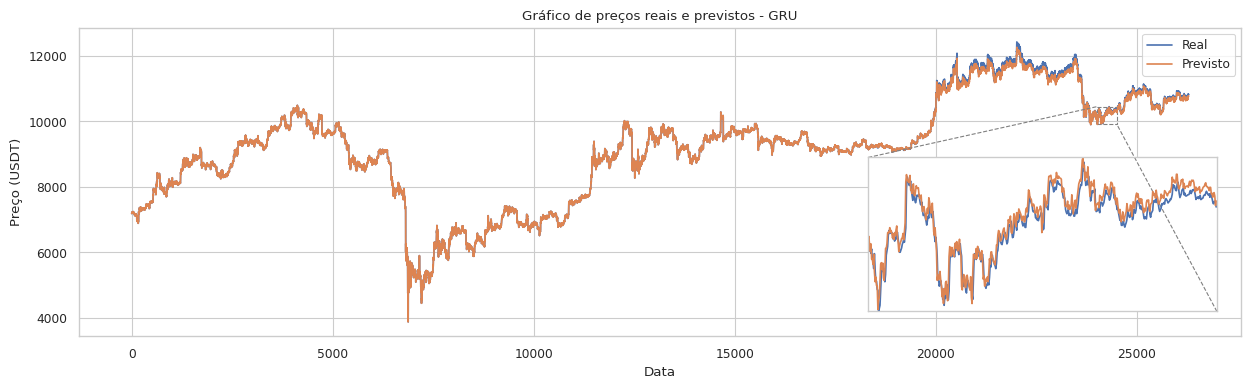 Gráfico de preços reais e previstos - GRU
Real
Previsto
12000
10000
8000
6000
4000
Preço (USDT)
0
5000
10000
15000
20000
25000
Data